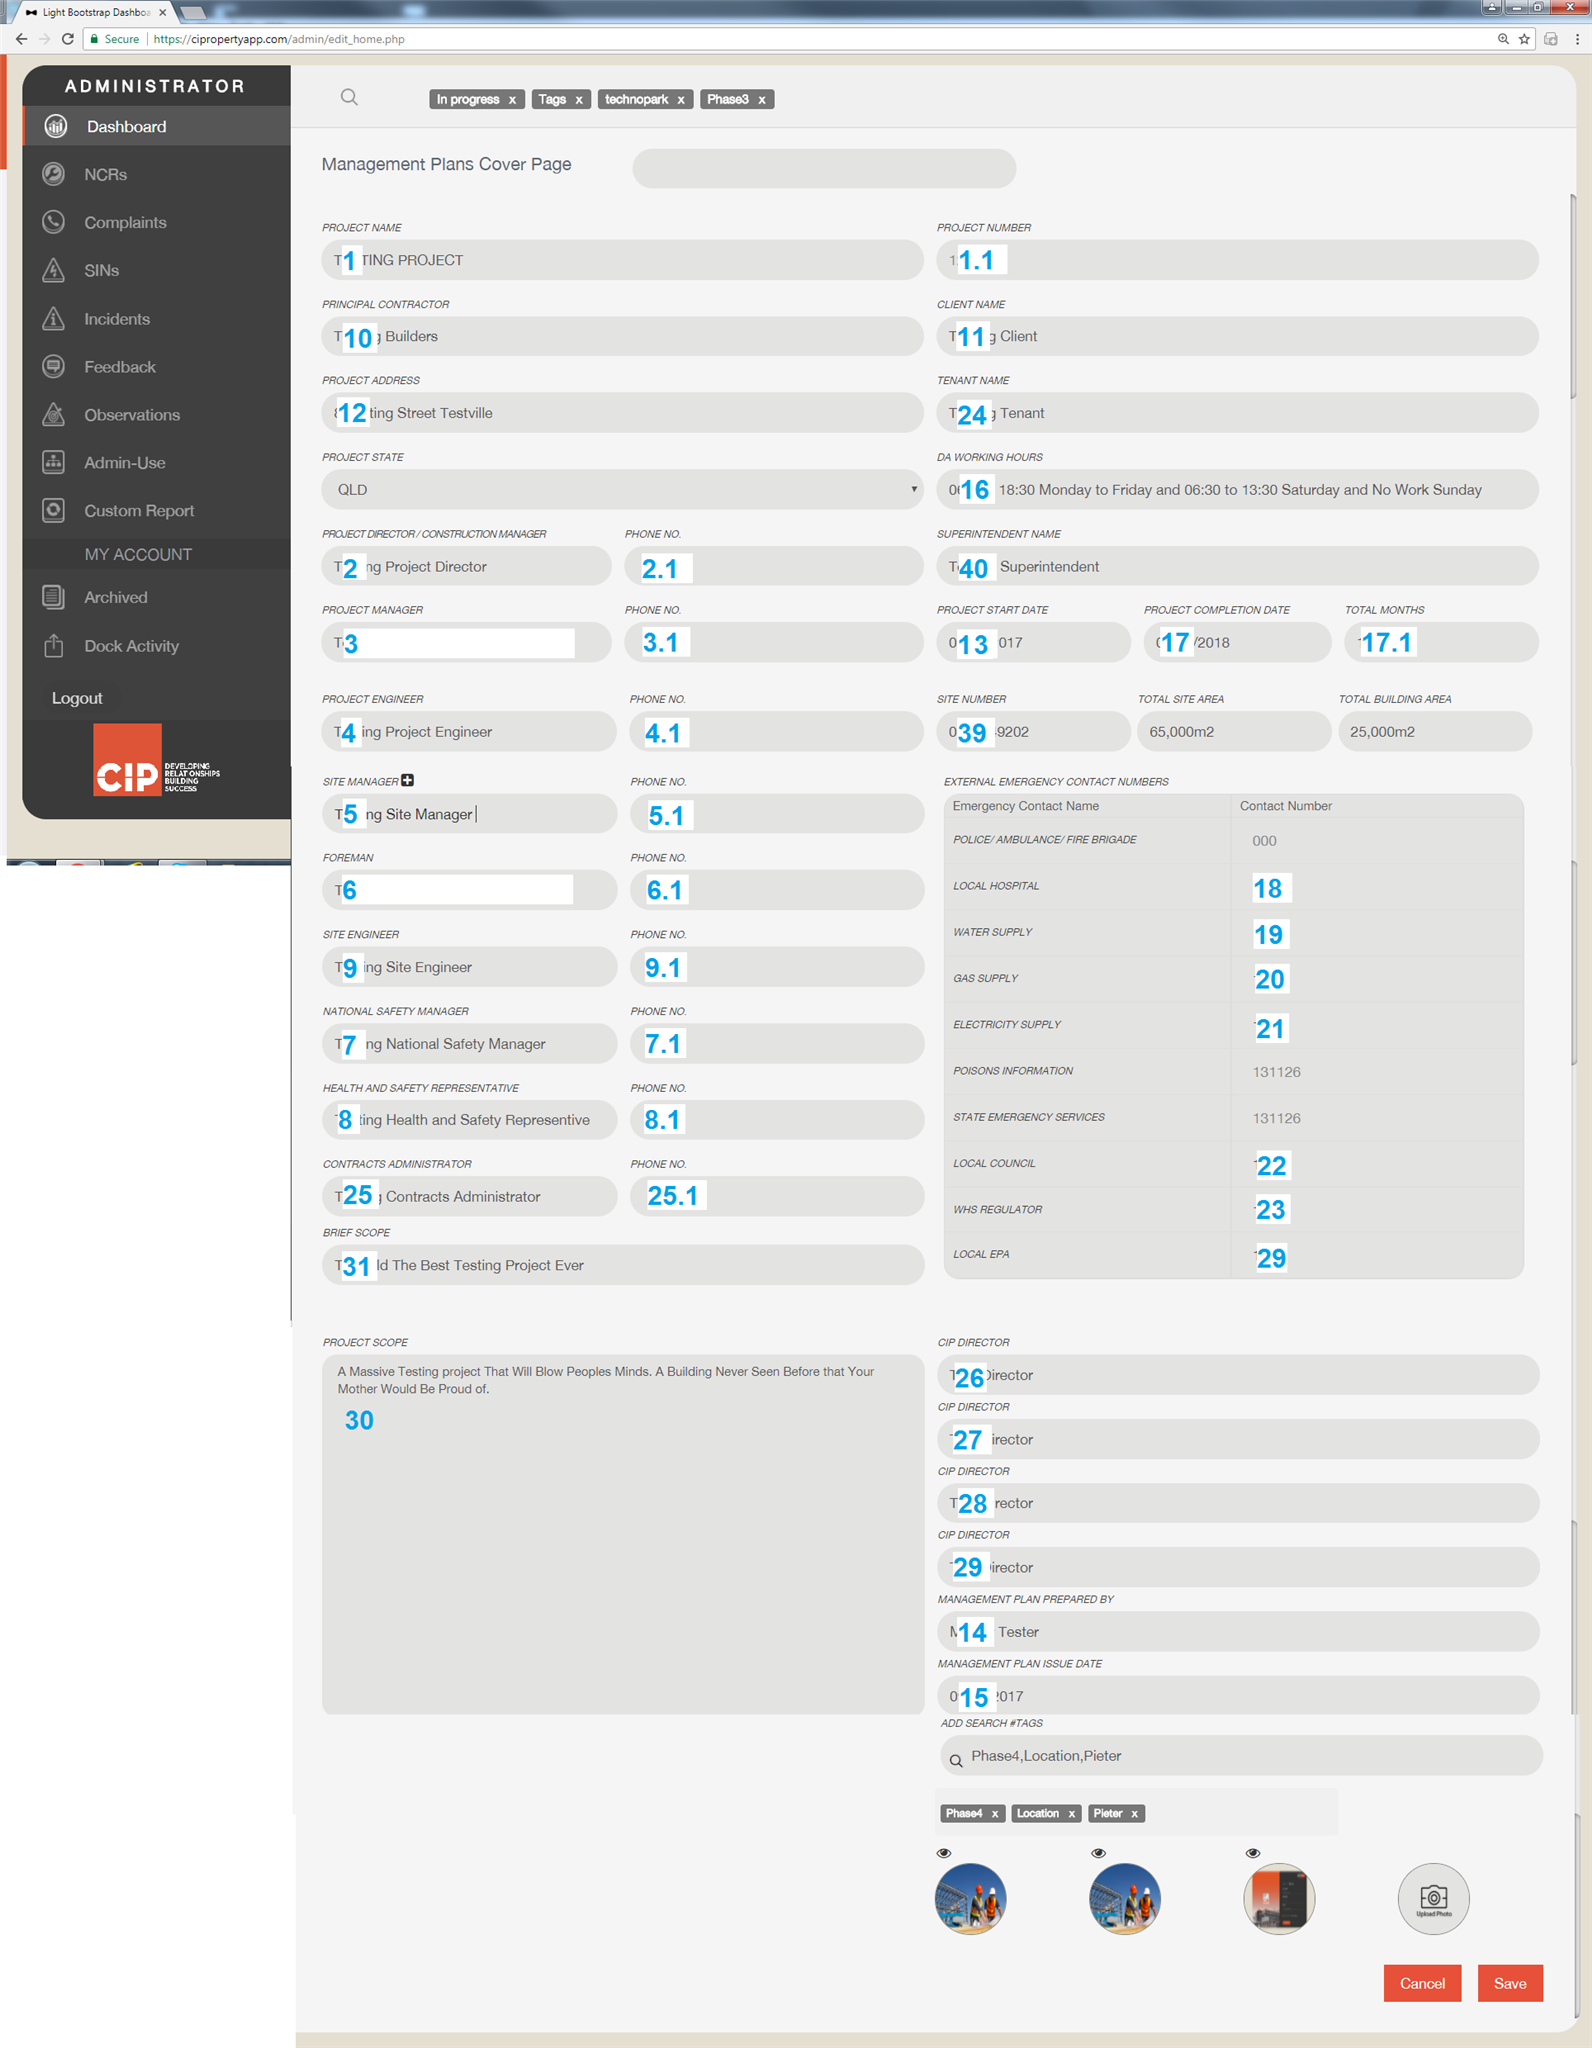 Light Bootstrap Dashboa
Secure https://cipropertyapp.com/admin/edit_home.php
ADMINISTRATOR
Dashboard
NCRs
Complaints
SINs
Incidents
Feedback
Observations
Admin-Use
Custom Report
MY ACCOUNT
Archived
Dock Activity
Logout
CIP DEVELOPING
RELATIONSHIPS
BUILDING
SUCCESS
In progress x Tags x technopark x Phase3 x
Management Plans Cover Page
PROJECT NAME PROJECT NUMBER
1 TING PROJECT 1.1
PRINCIPAL CONTRACTOR CLIENT NAME
10 g Builders 11 g Client
PROJECT ADDRESS TENANT NAME
12 ting Street Testville 24 g Tenant
PROJECT STATE DA WORKING HOURS
QLD 16 18:30 Monday to Friday and 06:30 to 13:30 Saturday and No Work Sunday
PROJECT DIRECTOR / CONSTRUCTION MANAGER PHONE NO. SUPERINTENDENT NAME
2 ng Project Director 2.1 40 Superintendent
PROJECT MANAGER PHONE NO. PROJECT START DATE PROJECT COMPLETION DATE TOTAL MONTHS
3 3.1 13 017 17 /2018 17.1
PROJECT ENGINEER PHONE NO. SITE NUMBER TOTAL SITE AREA TOTAL BUILDING AREA
4 ing Project Engineer 4.1 39 9202 65,000m2 25,000m2
SITE MANAGER PHONE NO.
5 ng Site Manager 5.1
FOREMAN PHONE NO.
6 6.1
SITE ENGINEER PHONE NO.
9 ing Site Engineer 9.1
NATIONAL SAFETY MANAGER PHONE NO.
7 ng National Safety Manager 7.1
HEALTH AND SAFETY REPRESENTATIVE PHONE NO.
8 ting Health and Safety Representive 8.1
CONTRACTS ADMINISTRATOR PHONE NO.
25 g Contracts Administrator 25.1
BRIEF SCOPE
31 ld The Best Testing Project Ever
EXTERNAL EMERGENCY CONTACT NUMBERS
Emergency Contact Name Contact Number
POLICE/ AMBULANCE/ FIRE BRIGADE 000
LOCAL HOSPITAL 18
WATER SUPPLY 19
GAS SUPPLY 20
ELECTRICITY SUPPLY 21
POISONS INFORMATION 131126
STATE EMERGENCY SERVICES 131126
LOCAL COUNCIL 22
WHS REGULATOR 23
LOCAL EPA 29
PROJECT SCOPE
A Massive Testing project That Will Blow Peoples Minds. A Building Never Seen Before that Your
Mother Would Be Proud of.
30
CIP DIRECTOR
26 Director
CIP DIRECTOR
27 irector
CIP DIRECTOR
28 rector
CIP DIRECTOR
29 irector
MANAGEMENT PLAN PREPARED BY
14 Tester
MANAGEMENT PLAN ISSUE DATE
15 2017
ADD SEARCH #TAGS
Phase4,Location,Pieter
Phase4 x Location x Pieter x
Upload Photo
Cancel Save